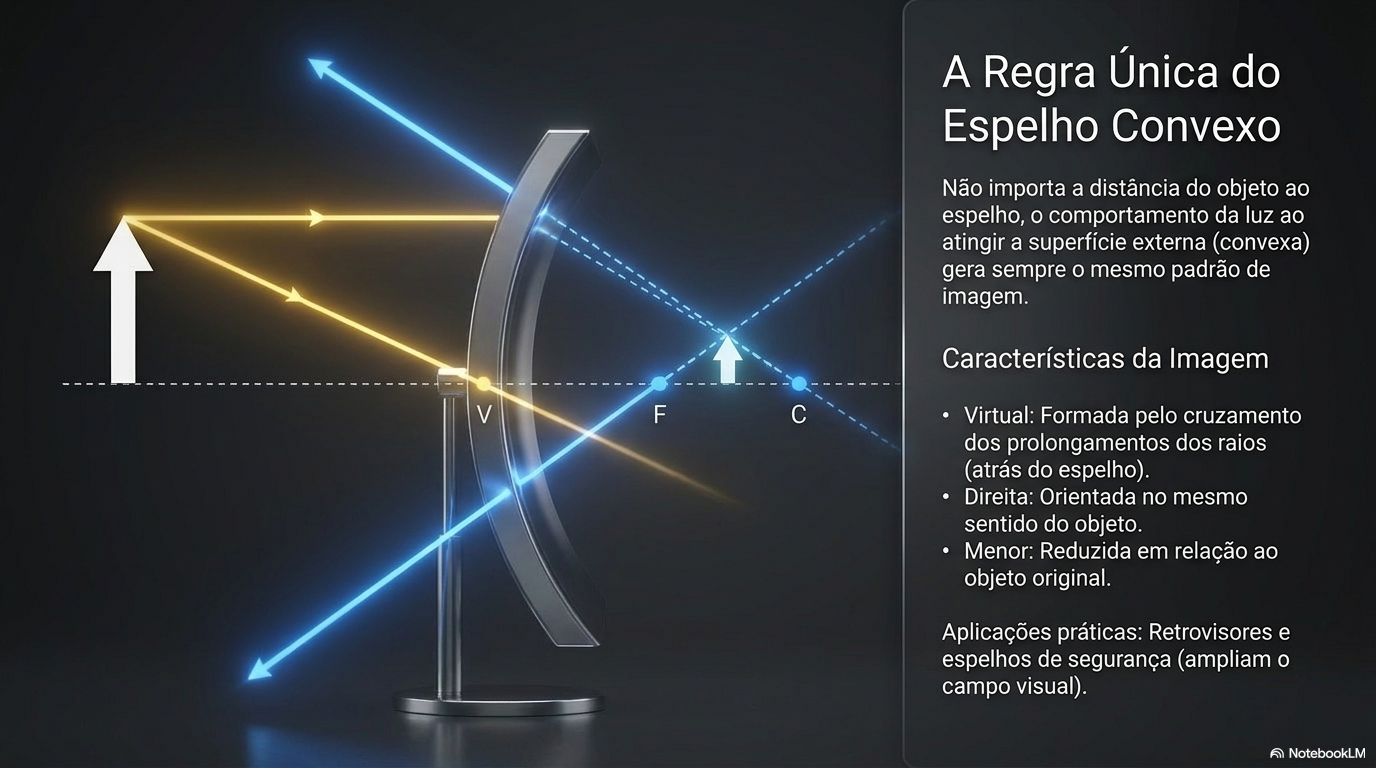 A Regra Única do
Espelho Convexo
Não importa a distância do objeto ao
espelho, o comportamento da luz ao
atingir a superfície externa (convexa)
gera sempre o mesmo padrão de
imagem.
Características da Imagem
• Virtual: Formada pelo cruzamento
dos prolongamentos dos raios
(atrás do espelho).
• Direita: Orientada no mesmo
sentido do objeto.
• Menor: Reduzida em relação ao
objeto original.
Aplicações práticas: Retrovisores e
espelhos de segurança (ampliam o
campo visual).
V F C
NotebookLM